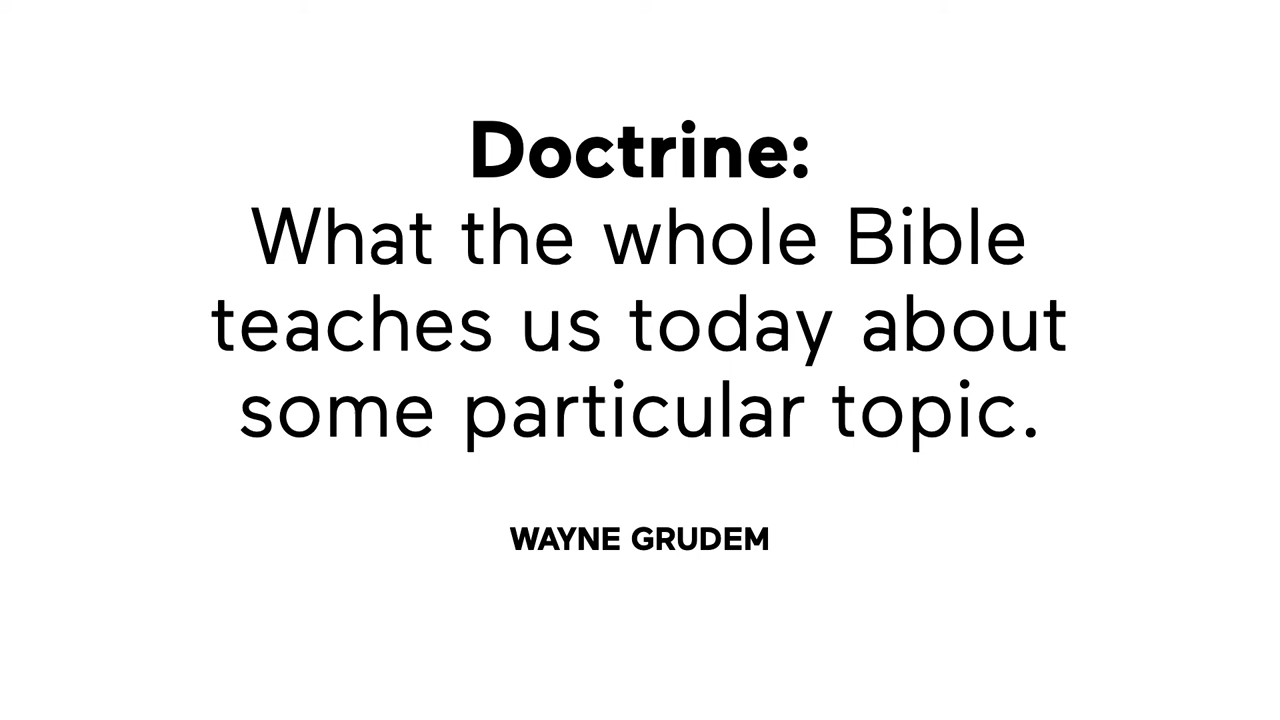 Doctrine:
What the whole Bible
teaches us today about
some particular topic.
WAYNE GRUDEM